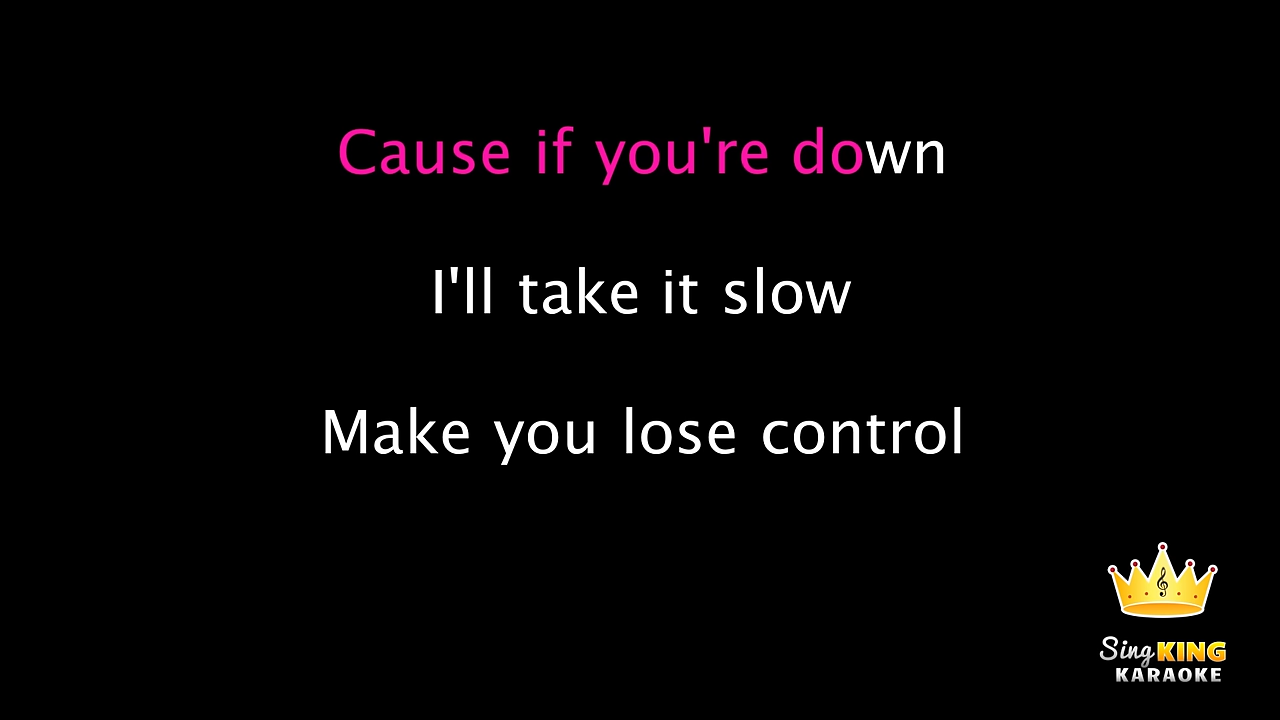 Cause if you're down
I'll take it slow
Make you lose control
Sing KING
KARAOKE